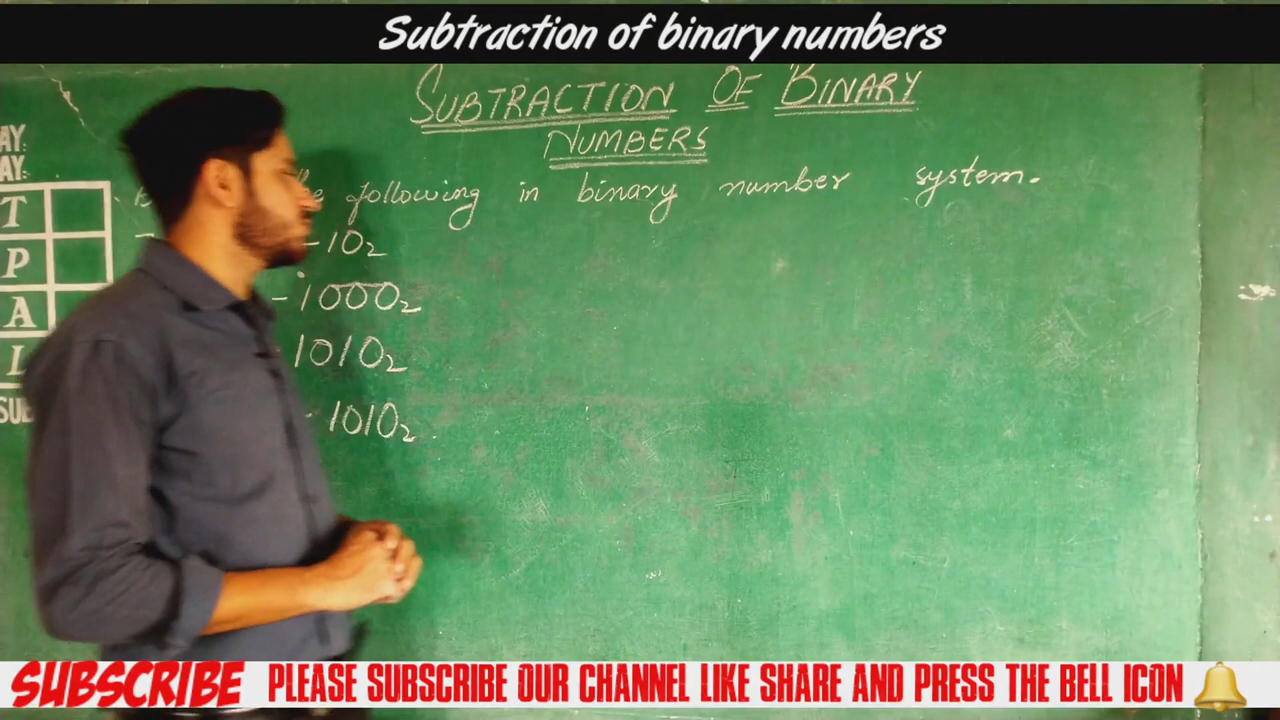 Subtraction of binary numbers
SUBTRACTION OF BINARY
NUMBERS
AY:
AY:
T
P
A
L
SUB
following in binary number system.
-10₂
-1000₂
1010₂
- 1010₂
SUBSCRIBE PLEASE SUBSCRIBE OUR CHANNEL LIKE SHARE AND PRESS THE BELL ICON